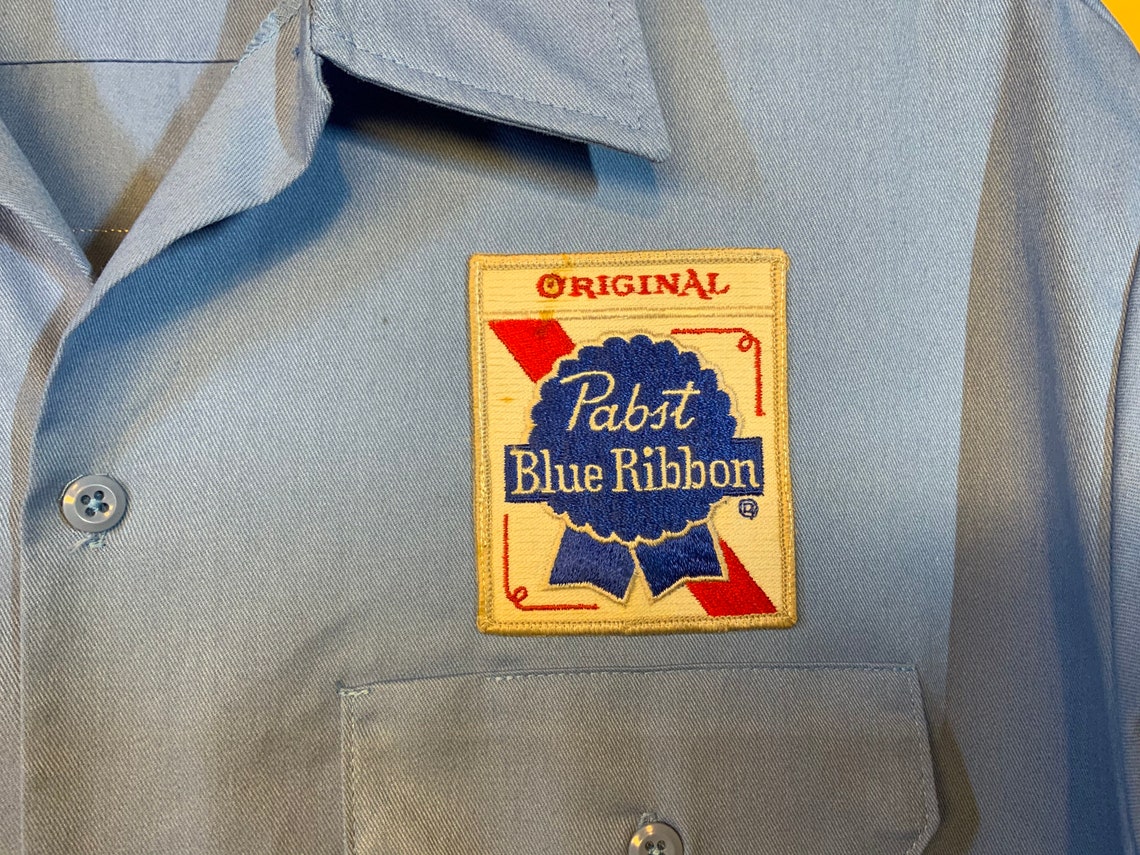 ORIGINAL
Pabst
Blue Ribbon
®